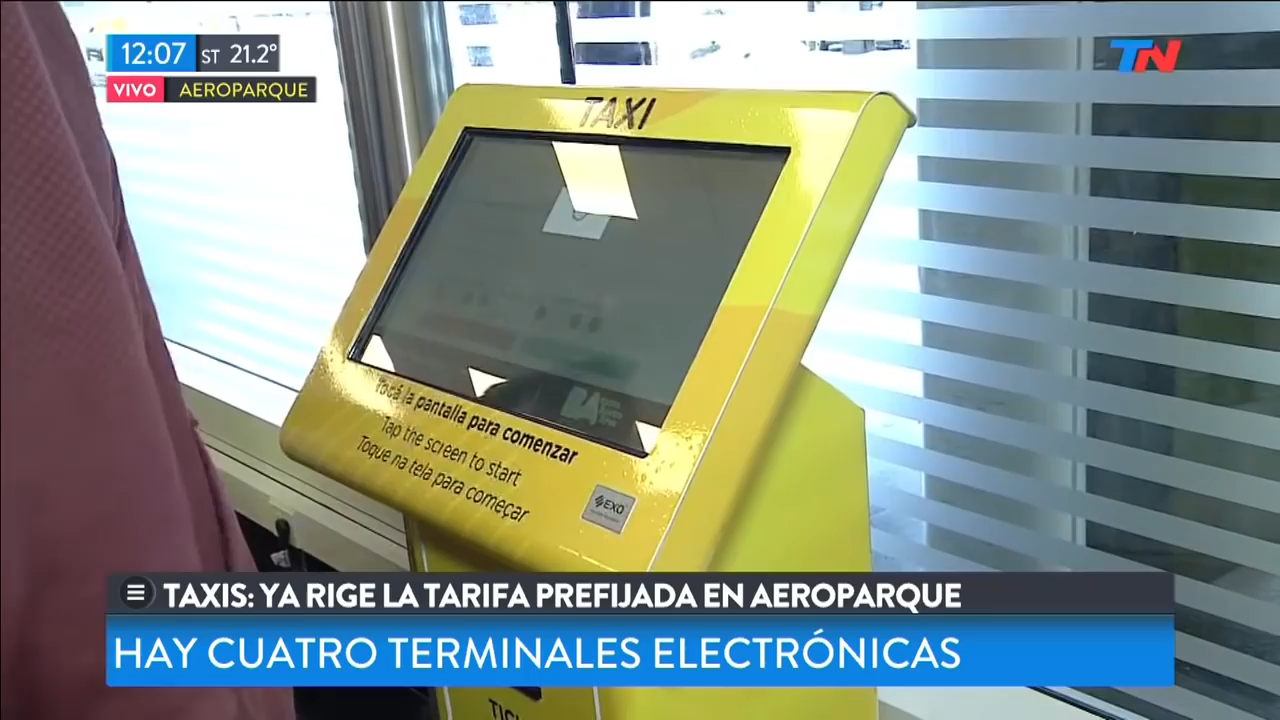 12:07 ST 21.2°
VIVO AEROPARQUE
TN
TAXI
BA
Tocá la pantalla para comenzar
Tap the screen to start
Toque na tela para começar
EXO
TAXIS: YA RIGE LA TARIFA PREFIJADA EN AEROPARQUE
HAY CUATRO TERMINALES ELECTRÓNICAS